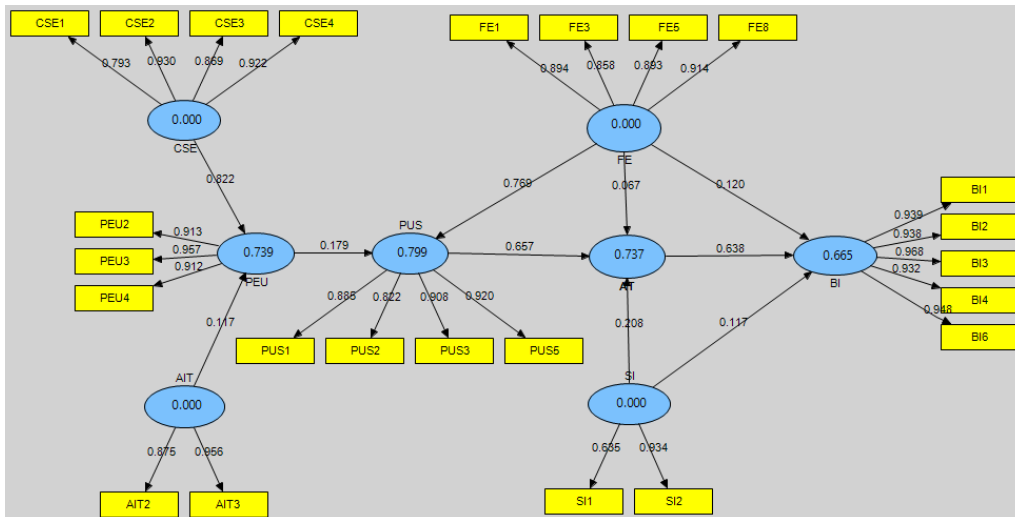 CSE1 CSE2 CSE3 CSE4
FE1 FE3 FE5 FE8
0.793 0.930 0.869 0.922
0.894 0.858 0.893 0.914
0.000
CSE
0.000
FE
0.822
0.769 0.067 0.120
PEU2
PEU3
PEU4
0.913
0.957
0.912
0.739
PEU
0.179
PUS
0.799
0.657
0.737
AT
0.638
0.665
BI
0.939
0.938
0.968
0.932
0.948
BI1
BI2
BI3
BI4
BI6
0.885 0.822 0.908 0.920
PUS1 PUS2 PUS3 PUS5
0.117
0.208
0.117
AIT
0.000
SI
0.000
0.875 0.956
0.635 0.934
AIT2 AIT3
SI1 SI2